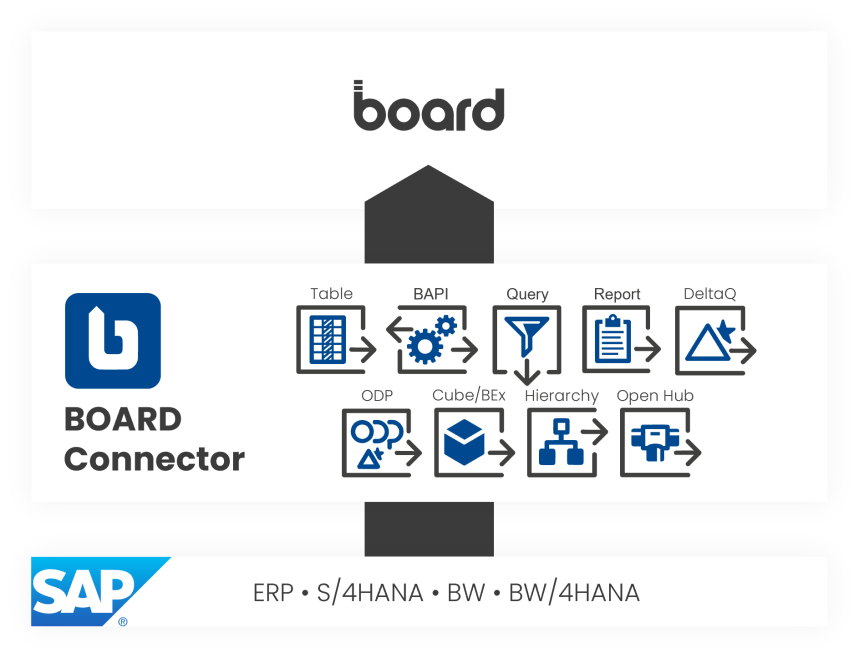 board
Table BAPI Query Report DeltaQ
ODP Cube/BEx Hierarchy Open Hub
ODP
b
BOARD
Connector
SAP®
ERP • S/4HANA • BW • BW/4HANA